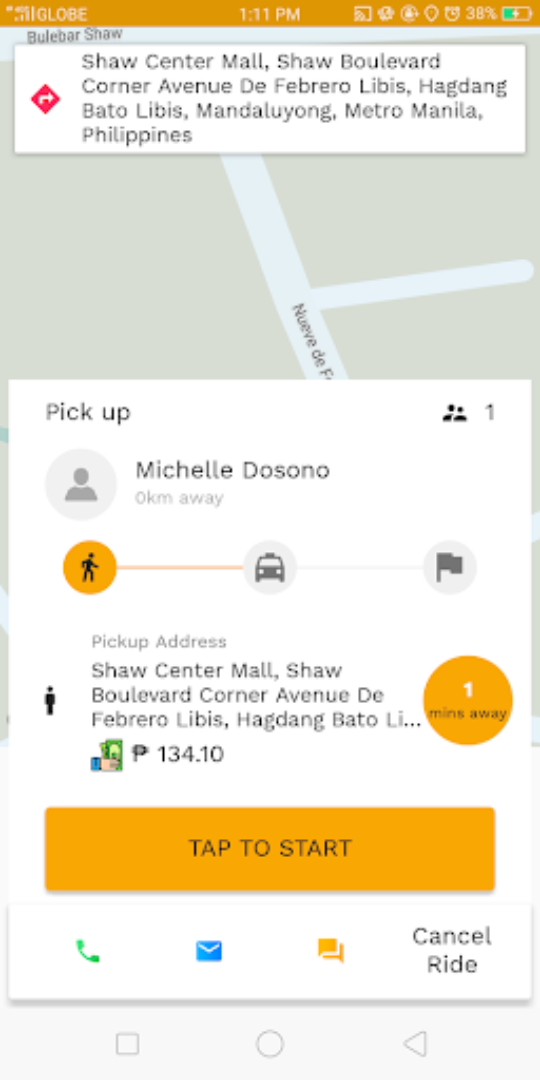 GLOBE 1:11 PM 38%
Bulebar Shaw
Shaw Center Mall, Shaw Boulevard
Corner Avenue De Febrero Libis, Hagdang
Bato Libis, Mandaluyong, Metro Manila,
Philippines
Nueve de Fe
Pick up 1
Michelle Dosono
0km away
Pickup Address
Shaw Center Mall, Shaw
Boulevard Corner Avenue De
Febrero Libis, Hagdang Bato Li...
1
mins away
₱ 134.10
TAP TO START
Cancel
Ride